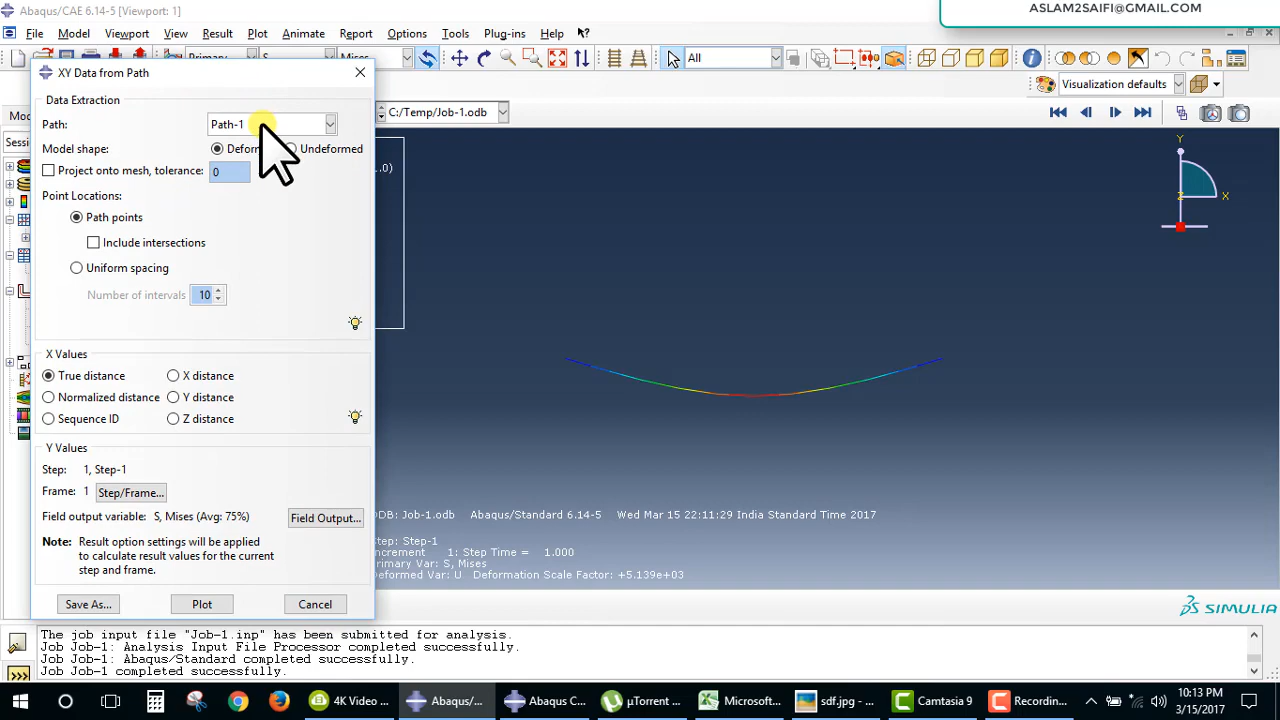 Abaqus/CAE 6.14-5 [Viewport: 1]
ASLAM2SAIFI@GMAIL.COM
File Model Viewport View Result Plot Animate Report Options Tools Plug-ins Help
Primary S Mises All
XY Data from Path
Visualization defaults
Data Extraction
Path: Path-1
C:/Temp/Job-1.odb
Model shape: Deform Undeformed
Project onto mesh, tolerance: 0
.0)
Point Locations:
Path points
Include intersections
Uniform spacing
Number of intervals 10
X Values
True distance X distance
Normalized distance Y distance
Sequence ID Z distance
Y Values
Step: 1, Step-1
Frame: 1 Step/Frame...
Field output variable: S, Mises (Avg: 75%) Field Output...
Note: Result option settings will be applied
to calculate result values for the current
step and frame.
Save As... Plot Cancel
Y
Z X
ODB: Job-1.odb Abaqus/Standard 6.14-5 Wed Mar 15 22:11:29 India Standard Time 2017
Step: Step-1
Increment 1: Step Time = 1.000
Primary Var: S, Mises
Deformed Var: U Deformation Scale Factor: +5.139e+03
SIMULIA
The job input file "Job-1.inp" has been submitted for analysis.
Job Job-1: Analysis Input File Processor completed successfully.
Job Job-1: Abaqus/Standard completed successfully.
Job Job-1 completed successfully.
>>>
4K Video ... Abaqus/... Abaqus C... µTorrent ... Microsoft... sdf.jpg - ... Camtasia 9 Recordin...
10:13 PM
3/15/2017